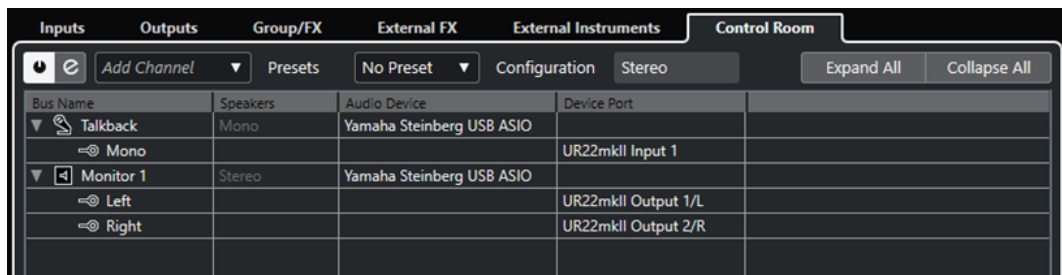 Inputs Outputs Group/FX External FX External Instruments Control Room
Add Channel Presets No Preset Configuration Stereo Expand All Collapse All
Bus Name Speakers Audio Device Device Port
Talkback Mono Yamaha Steinberg USB ASIO
Mono UR22mkII Input 1
Monitor 1 Stereo Yamaha Steinberg USB ASIO
Left UR22mkII Output 1/L
Right UR22mkII Output 2/R